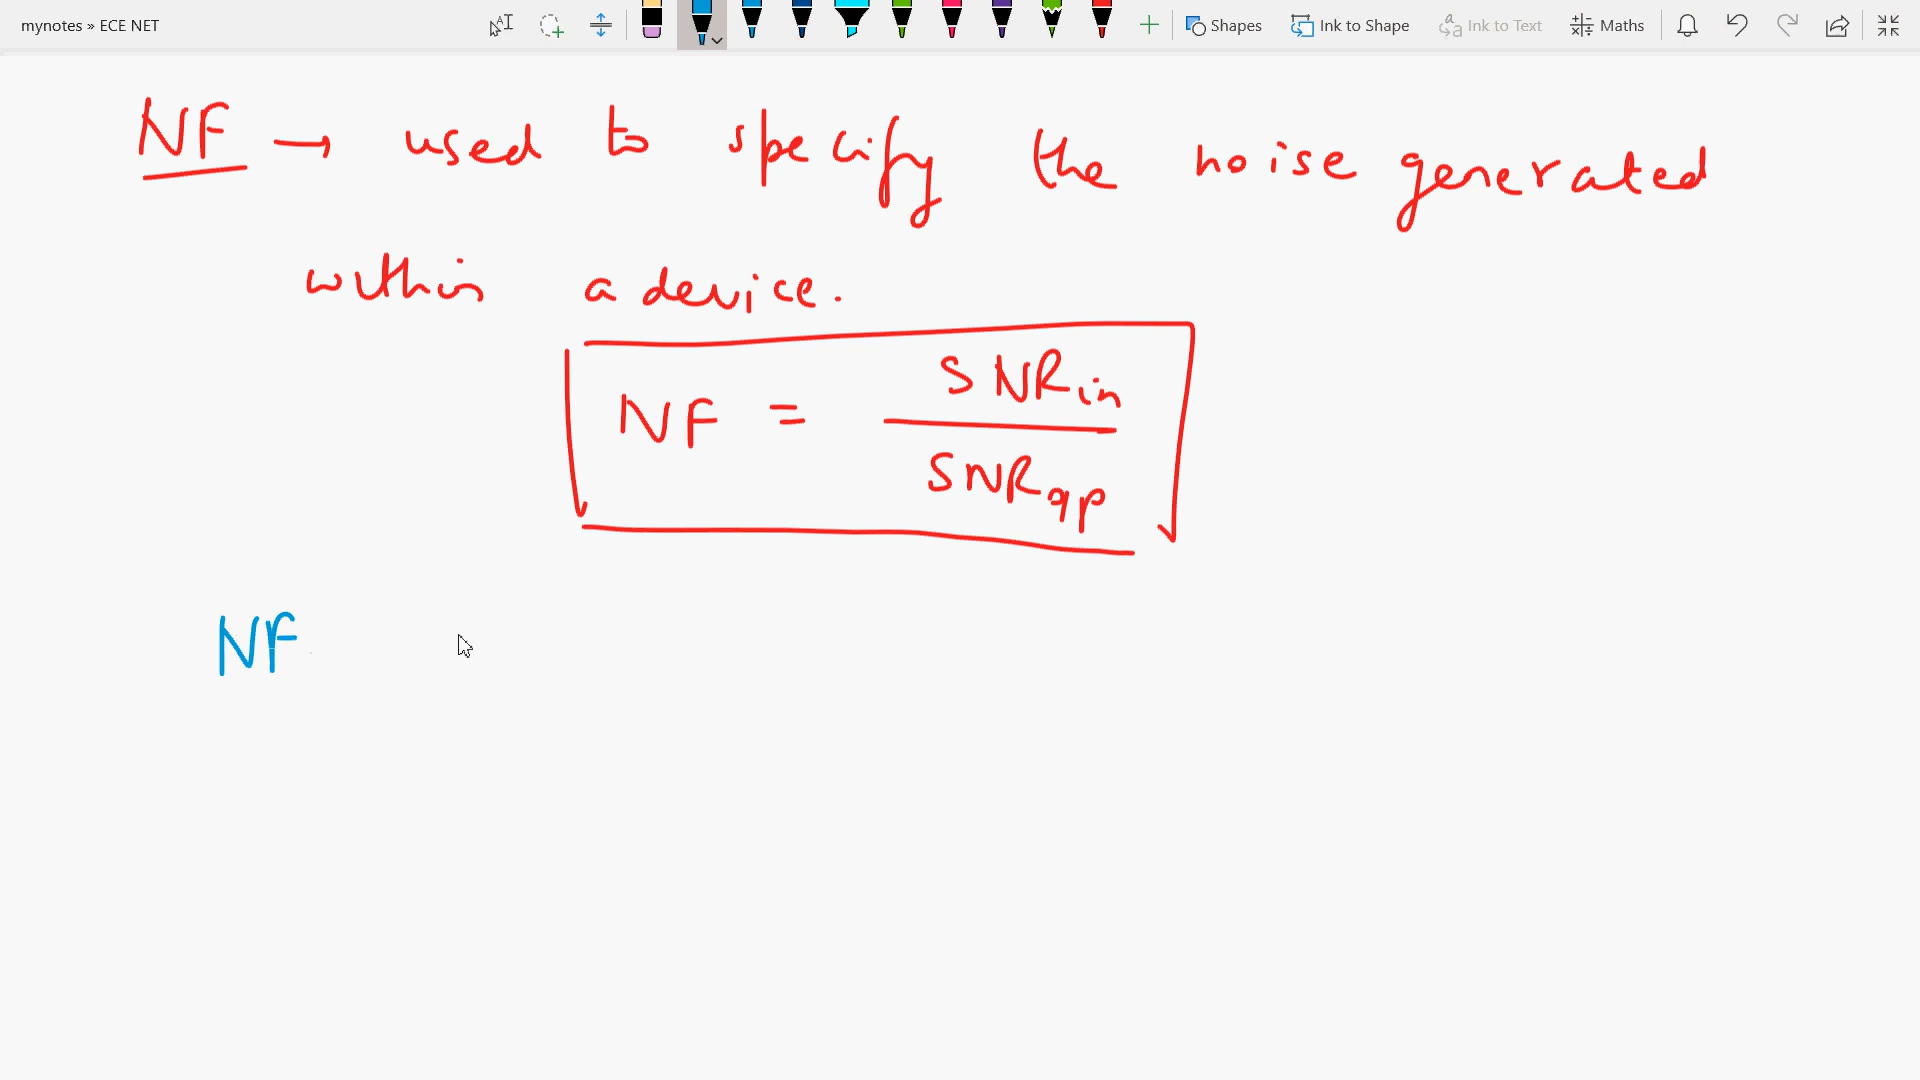 mynotes » ECE NET
Shapes Ink to Shape Ink to Text Maths
NF → used to specify the noise generated
within a device.
NF = SNRin
SNRop
NF